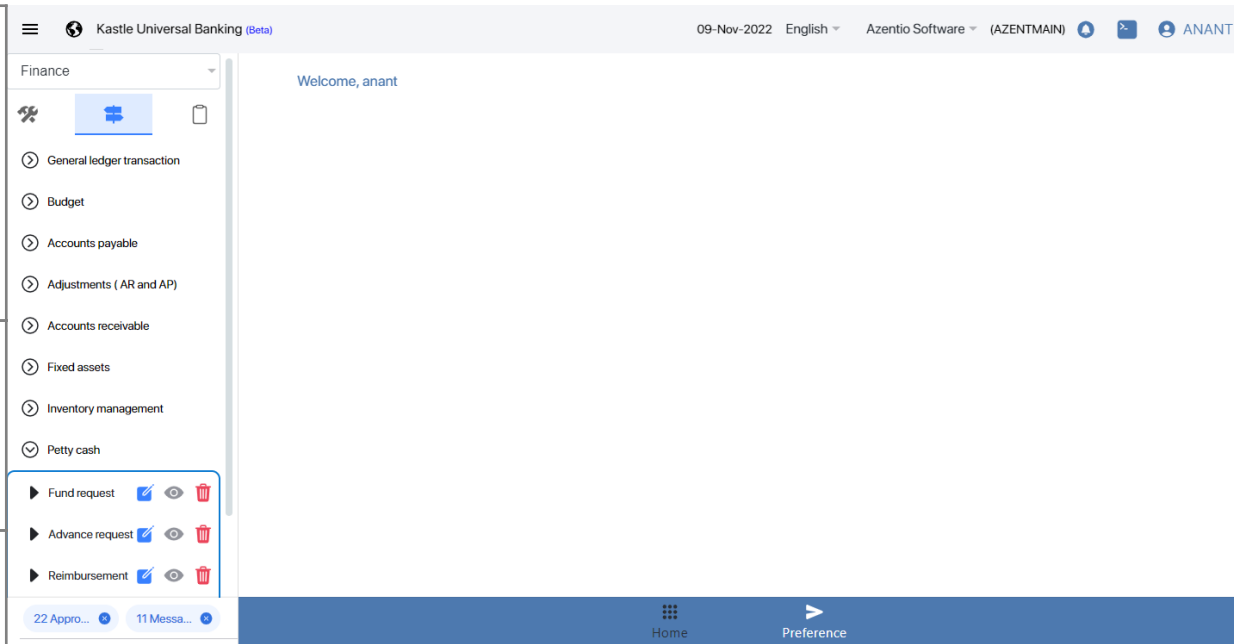 Kastle Universal Banking (Beta)
09-Nov-2022 English Azentio Software (AZENTMAIN) ANANT
Finance
Welcome, anant
General ledger transaction
Budget
Accounts payable
Adjustments ( AR and AP)
Accounts receivable
Fixed assets
Inventory management
Petty cash
Fund request
Advance request
Reimbursement
22 Appro... 11 Messa...
Home Preference